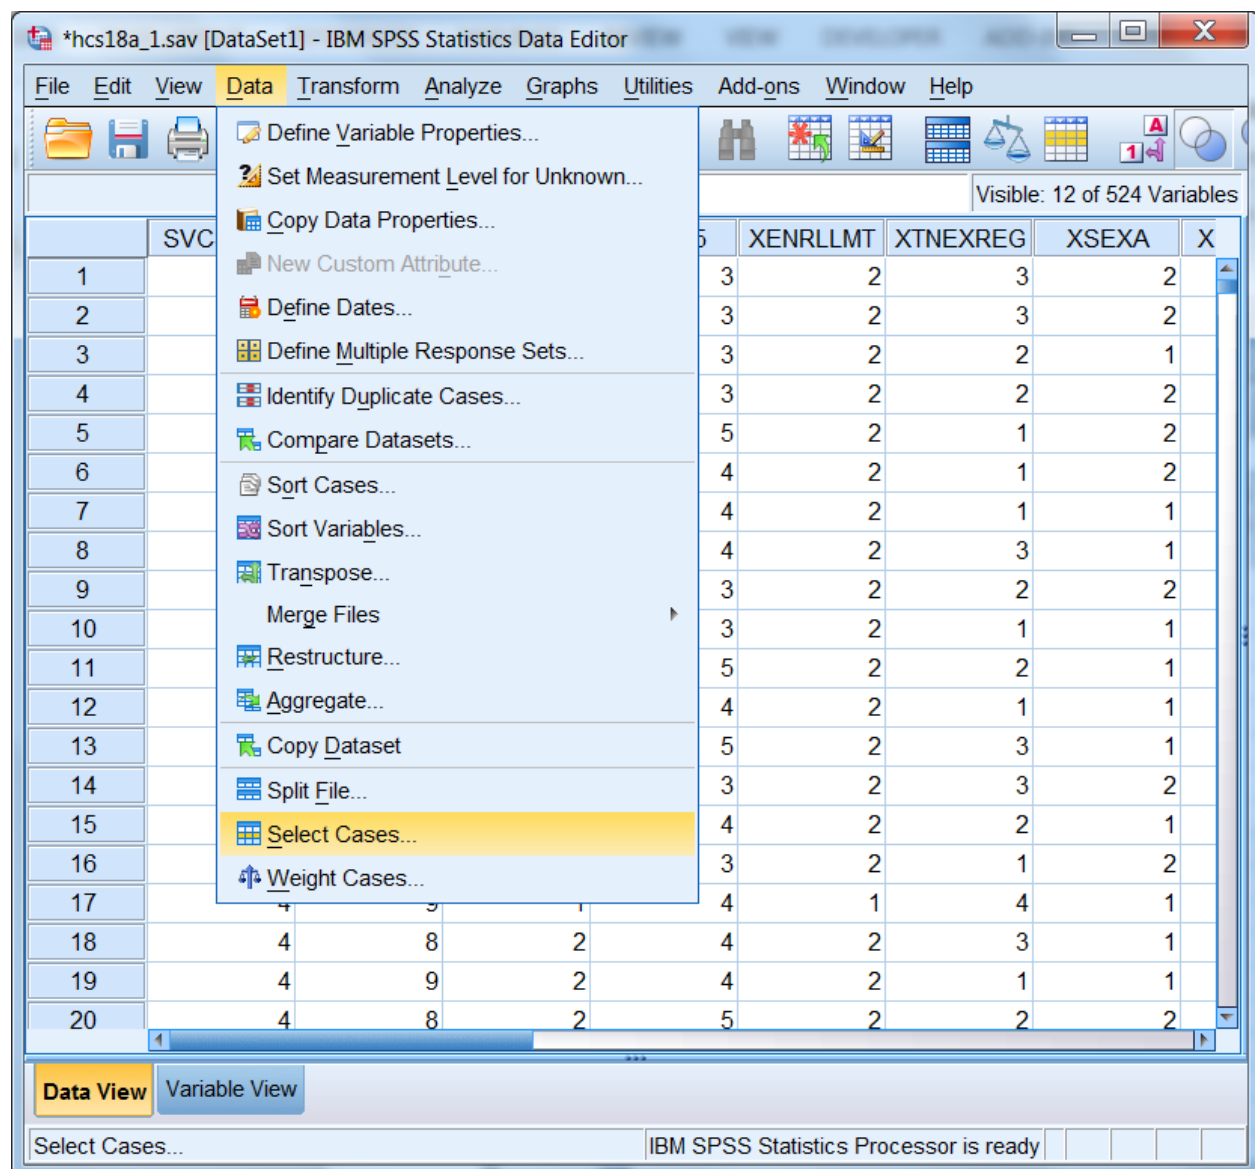 *hcs18a_1.sav [DataSet1] - IBM SPSS Statistics Data Editor
File Edit View Data Transform Analyze Graphs Utilities Add-ons Window Help
Define Variable Properties...
Set Measurement Level for Unknown...
Copy Data Properties...
New Custom Attribute...
Define Dates...
Define Multiple Response Sets...
Identify Duplicate Cases...
Compare Datasets...
Sort Cases...
Sort Variables...
Transpose...
Merge Files
Restructure...
Aggregate...
Copy Dataset
Split File...
Select Cases...
Weight Cases...
A
1
Visible: 12 of 524 Variables
SVC 5 XENRLLMT XTNEXREG XSEXA X
1 3 2 3 2
2 3 2 3 2
3 3 2 2 1
4 3 2 2 2
5 5 2 1 2
6 4 2 1 2
7 4 2 1 1
8 4 2 3 1
9 3 2 2 2
10 3 2 1 1
11 5 2 2 1
12 4 2 1 1
13 5 2 3 1
14 3 2 3 2
15 4 2 2 1
16 3 2 1 2
17 4 9 1 4 1 4 1
18 4 8 2 4 2 3 1
19 4 9 2 4 2 1 1
20 4 8 2 5 2 2 2
Data View Variable View
Select Cases... IBM SPSS Statistics Processor is ready